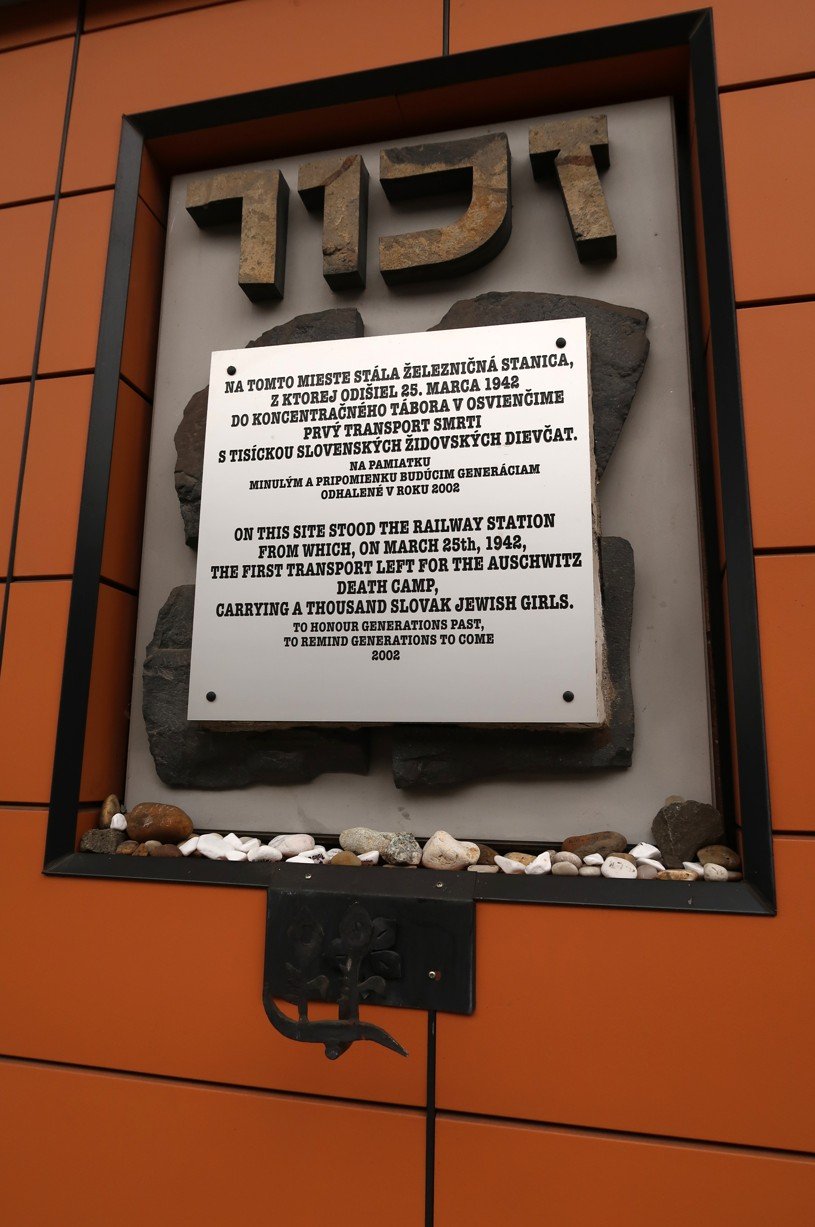 זכור
NA TOMTO MIESTE STÁLA ŽELEZNIČNÁ STANICA,
Z KTOREJ ODIŠIEL 25. MARCA 1942
DO KONCENTRAČNÉHO TÁBORA V OSVIENČIME
PRVÝ TRANSPORT SMRTI
S TISÍCKOU SLOVENSKÝCH ŽIDOVSKÝCH DIEVČAT.
NA PAMIATKU
MINULÝM A PRIPOMIENKU BUDÚCIM GENERÁCIAM
ODHALENÉ V ROKU 2002
ON THIS SITE STOOD THE RAILWAY STATION
FROM WHICH, ON MARCH 25th, 1942,
THE FIRST TRANSPORT LEFT FOR THE AUSCHWITZ
DEATH CAMP,
CARRYING A THOUSAND SLOVAK JEWISH GIRLS.
TO HONOUR GENERATIONS PAST,
TO REMIND GENERATIONS TO COME
2002